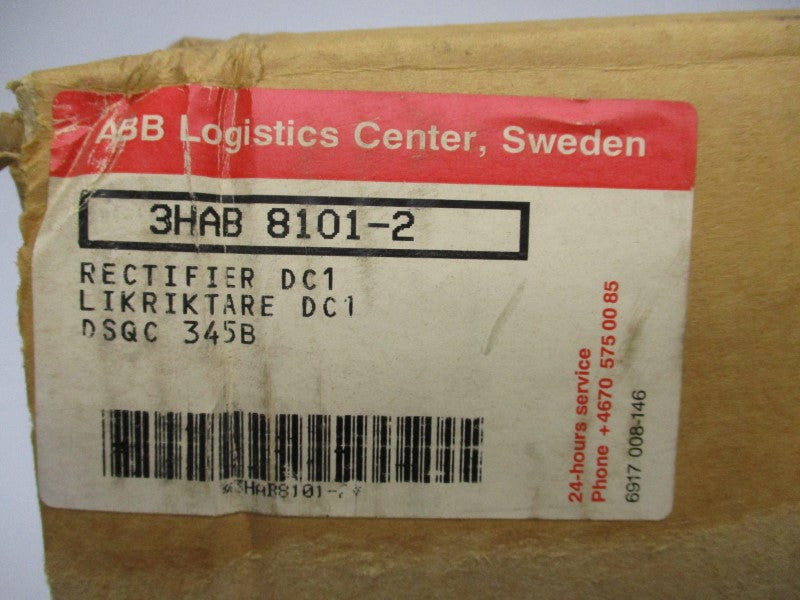 ABB Logistics Center, Sweden
3HAB 8101-2
RECTIFIER DC1
LIKRIKTARE DC1
DSQC 345B
*3HAB8101-
24-hours service
Phone +4670 575 00 85
6917 008-146